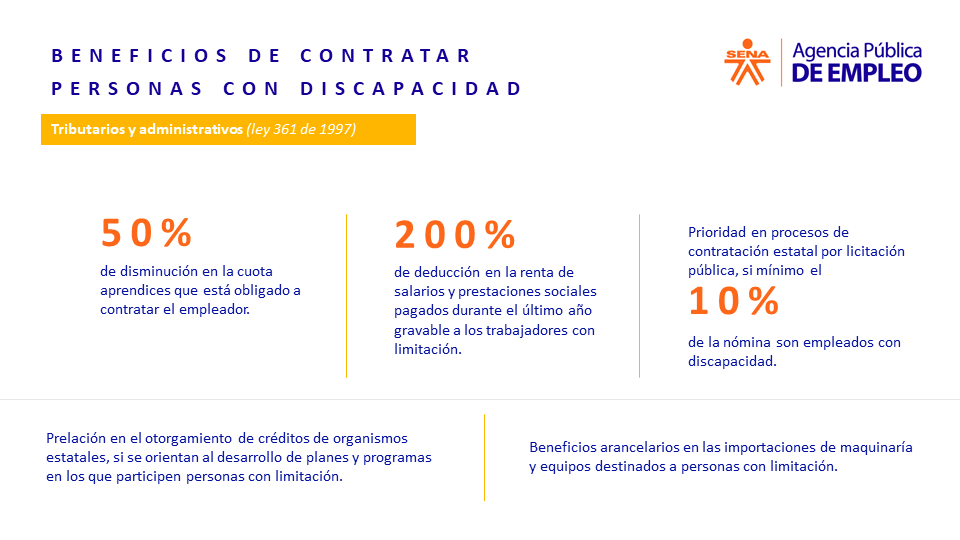 BENEFICIOS DE CONTRATAR
PERSONAS CON DISCAPACIDAD
SENA
Agencia Pública
DE EMPLEO
Tributarios y administrativos (ley 361 de 1997)
50%
de disminución en la cuota
aprendices que está obligado a
contratar el empleador.
200%
de deducción en la renta de
salarios y prestaciones sociales
pagados durante el último año
gravable a los trabajadores con
limitación.
Prioridad en procesos de
contratación estatal por licitación
pública, si mínimo el
10%
de la nómina son empleados con
discapacidad.
Prelación en el otorgamiento de créditos de organismos
estatales, si se orientan al desarrollo de planes y programas
en los que participen personas con limitación.
Beneficios arancelarios en las importaciones de maquinaría
y equipos destinados a personas con limitación.